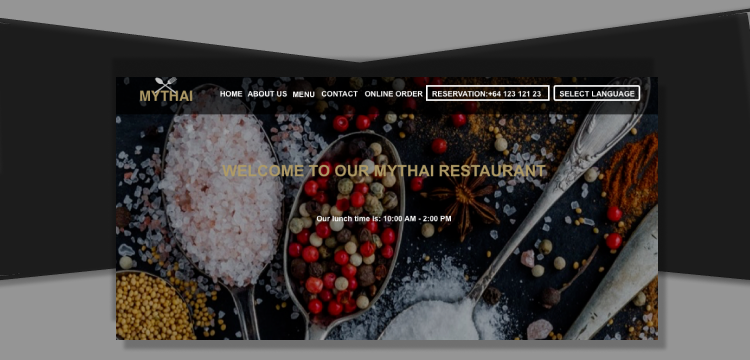 MYTHAI
HOME ABOUT US MENU CONTACT ONLINE ORDER RESERVATION:+64 123 121 23 SELECT LANGUAGE
WELCOME TO OUR MYTHAI RESTAURANT
Our lunch time is: 10:00 AM - 2:00 PM